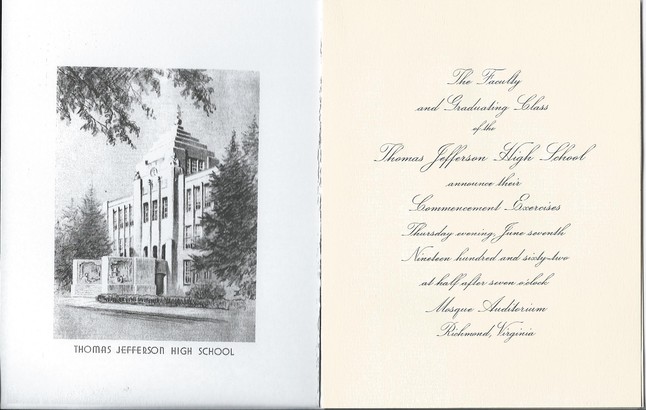 THOMAS JEFFERSON HIGH SCHOOL
The Faculty
and Graduating Class
of the
Thomas Jefferson High School
announce their
Commencement Exercises
Thursday evening, June seventh
Nineteen hundred and sixty-two
at half after seven o'clock
Mosque Auditorium
Richmond, Virginia